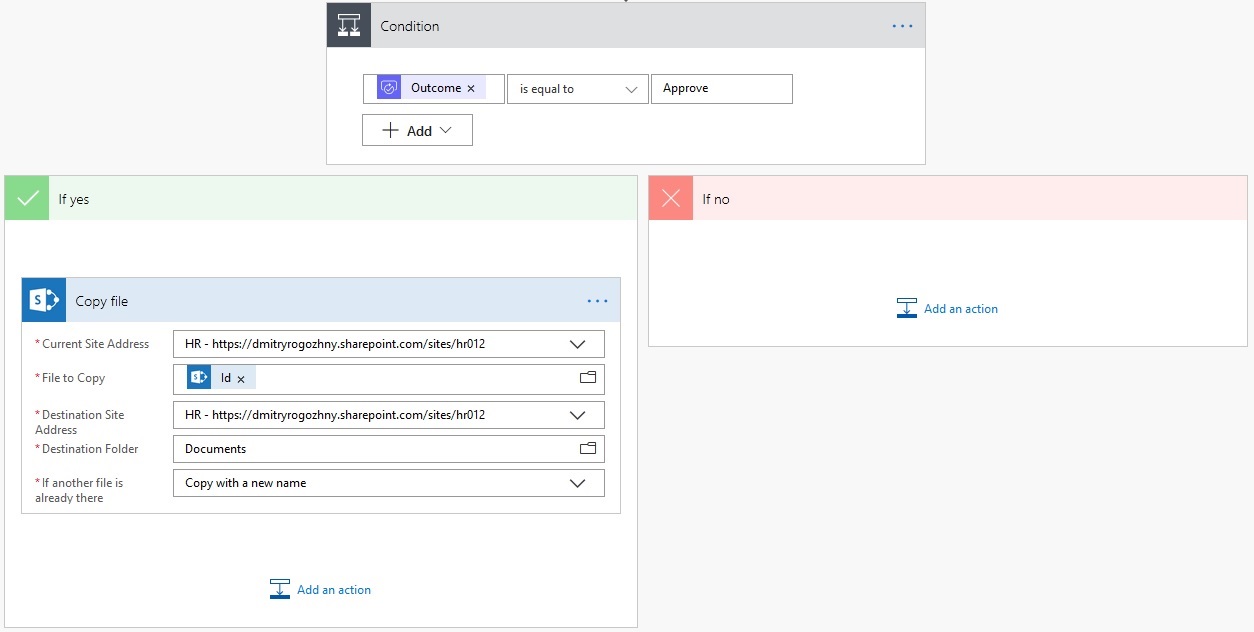 Condition
Outcome
is equal to
Approve
Add
If yes
If no
Copy file
* Current Site Address
HR - https://dmitryrogozhny.sharepoint.com/sites/hr012
* File to Copy
Id
* Destination Site
Address
HR - https://dmitryrogozhny.sharepoint.com/sites/hr012
* Destination Folder
Documents
* If another file is
already there
Copy with a new name
Add an action
Add an action